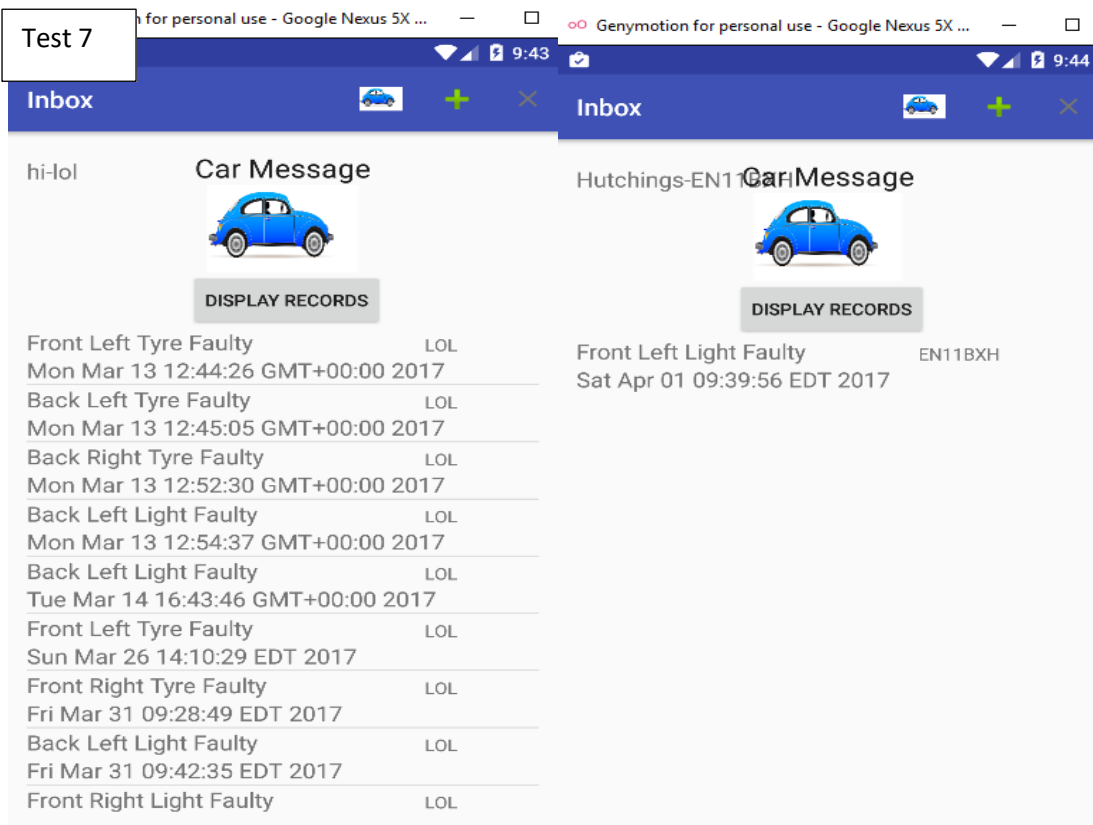 Test 7
n for personal use - Google Nexus 5X ...
9:43
Inbox
hi-lol
Car Message
DISPLAY RECORDS
Front Left Tyre Faulty LOL
Mon Mar 13 12:44:26 GMT+00:00 2017
Back Left Tyre Faulty LOL
Mon Mar 13 12:45:05 GMT+00:00 2017
Back Right Tyre Faulty LOL
Mon Mar 13 12:52:30 GMT+00:00 2017
Back Left Light Faulty LOL
Mon Mar 13 12:54:37 GMT+00:00 2017
Back Left Light Faulty LOL
Tue Mar 14 16:43:46 GMT+00:00 2017
Front Left Tyre Faulty LOL
Sun Mar 26 14:10:29 EDT 2017
Front Right Tyre Faulty LOL
Fri Mar 31 09:28:49 EDT 2017
Back Left Light Faulty LOL
Fri Mar 31 09:42:35 EDT 2017
Front Right Light Faulty LOL
Genymotion for personal use - Google Nexus 5X ...
9:44
Inbox
Hutchings-EN11BXH
Car Message
DISPLAY RECORDS
Front Left Light Faulty EN11BXH
Sat Apr 01 09:39:56 EDT 2017